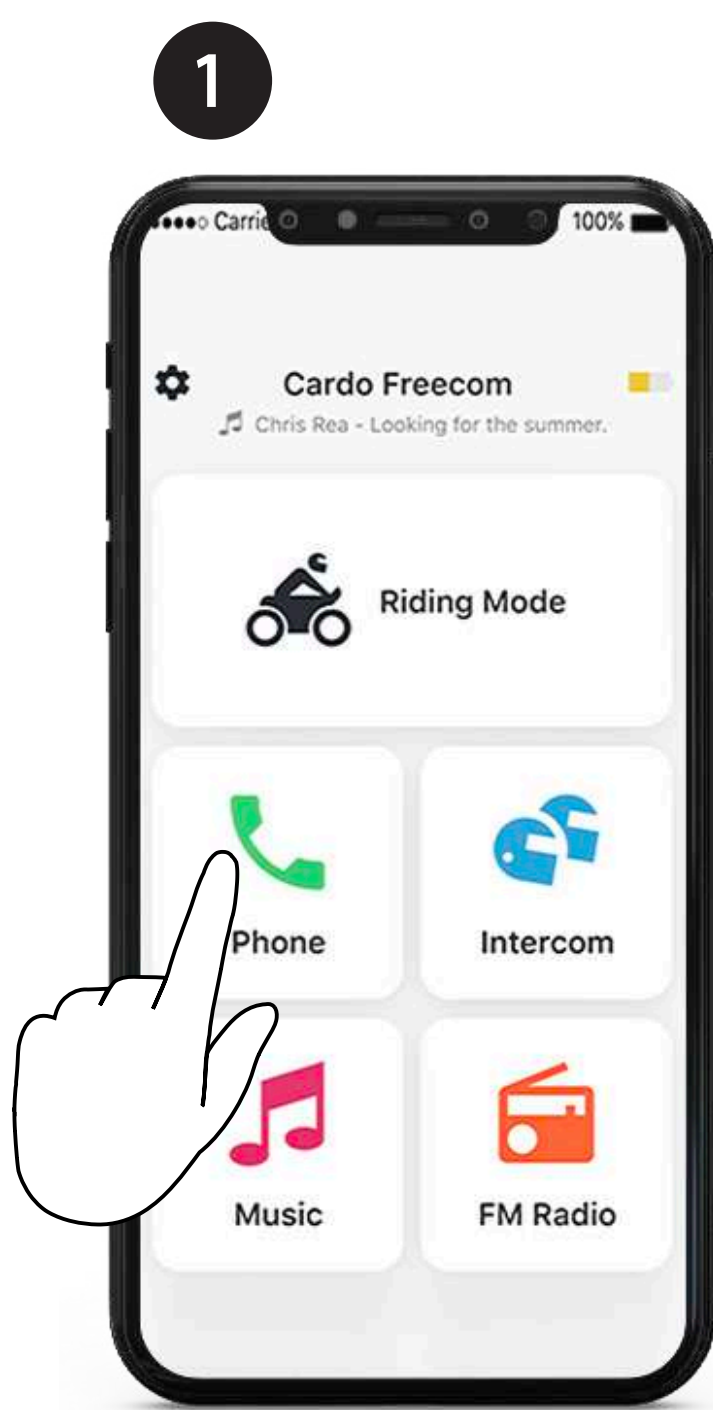 1
Carrie
100%
Cardo Freecom
Chris Rea - Looking for the summer.
Riding Mode
Phone
Intercom
Music
FM Radio